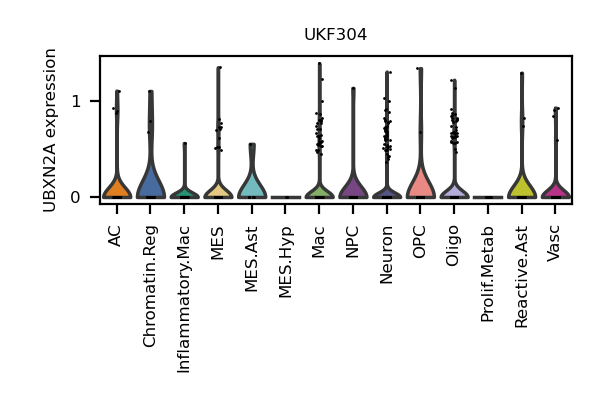 UKF304
UBXN2A expression
1
0
AC
Chromatin.Reg
Inflammatory.Mac
MES
MES.Ast
MES.Hyp
Mac
NPC
Neuron
OPC
Oligo
Prolif.Metab
Reactive.Ast
Vasc